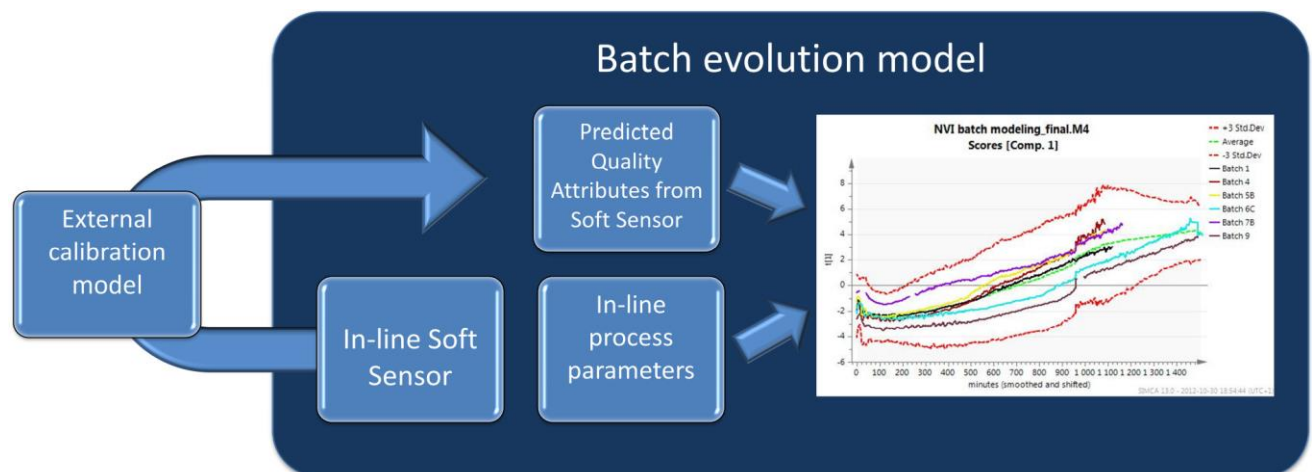 Batch evolution model
External
calibration
model
In-line Soft
Sensor
Predicted
Quality
Attributes from
Soft Sensor
In-line
process
parameters
NVI batch modeling_final.M4
Scores [Comp. 1]
+3 Std.Dev
Average
-3 Std.Dev
Batch 1
Batch 4
Batch 5B
Batch 6C
Batch 7B
Batch 9
t[1]
8
6
4
2
0
-2
-4
-6
0 100 200 300 400 500 600 700 800 900 1 000 1 100 1 200 1 300 1 400
minutes (smoothed and shifted)